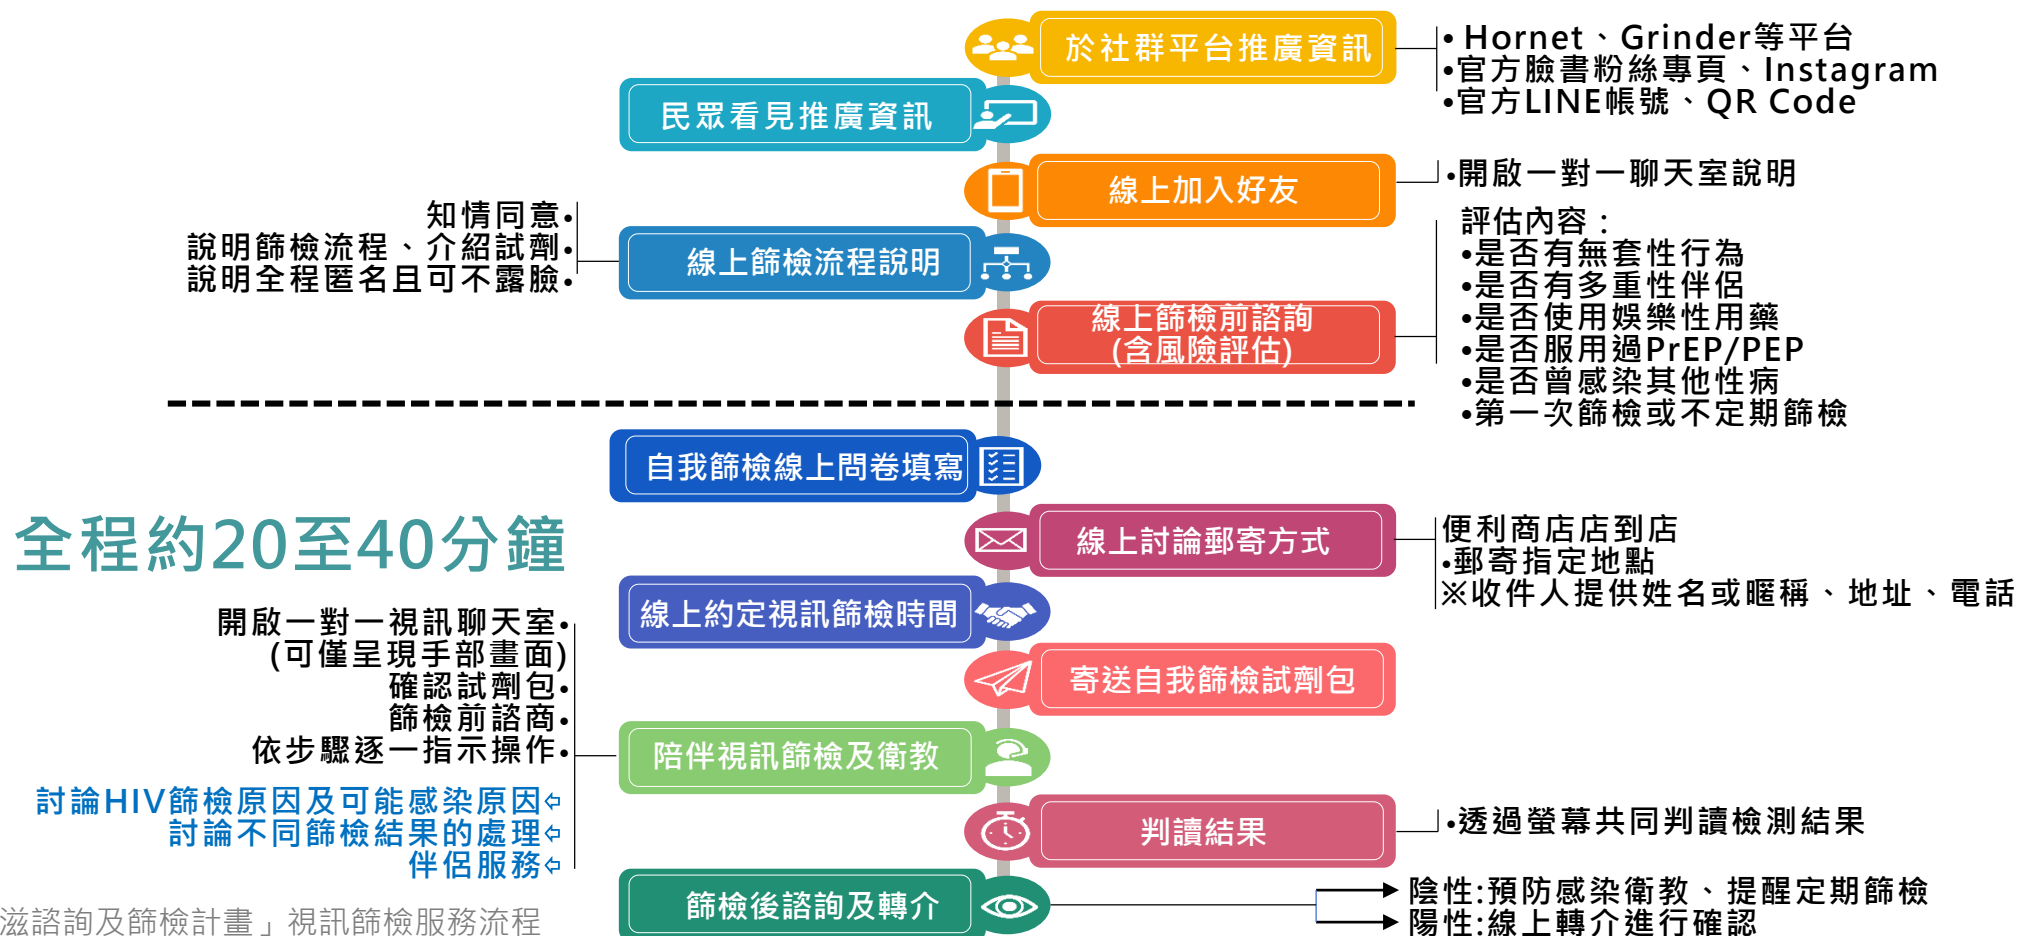 於社群平台推廣資訊
• Hornet、Grinder等平台
•官方臉書粉絲專頁、Instagram
•官方LINE帳號、QR Code
民眾看見推廣資訊
線上加入好友
•開啟一對一聊天室說明
線上篩檢流程說明
知情同意•
說明篩檢流程、介紹試劑•
說明全程匿名且可不露臉•
線上篩檢前諮詢
(含風險評估)
評估內容：
•是否有無套性行為
•是否有多重性伴侶
•是否使用娛樂性用藥
•是否服用過PrEP/PEP
•是否曾感染其他性病
•第一次篩檢或不定期篩檢
自我篩檢線上問卷填寫
全程約20至40分鐘
線上討論郵寄方式
便利商店店到店
•郵寄指定地點
※收件人提供姓名或暱稱、地址、電話
線上約定視訊篩檢時間
寄送自我篩檢試劑包
陪伴視訊篩檢及衛教
開啟一對一視訊聊天室•
(可僅呈現手部畫面)
確認試劑包•
篩檢前諮商•
依步驟逐一指示操作•
討論HIV篩檢原因及可能感染原因⇦
討論不同篩檢結果的處理⇦
伴侶服務⇦
判讀結果
•透過螢幕共同判讀檢測結果
篩檢後諮詢及轉介
陰性:預防感染衛教、提醒定期篩檢
陽性:線上轉介進行確認
滋諮詢及篩檢計畫」視訊篩檢服務流程